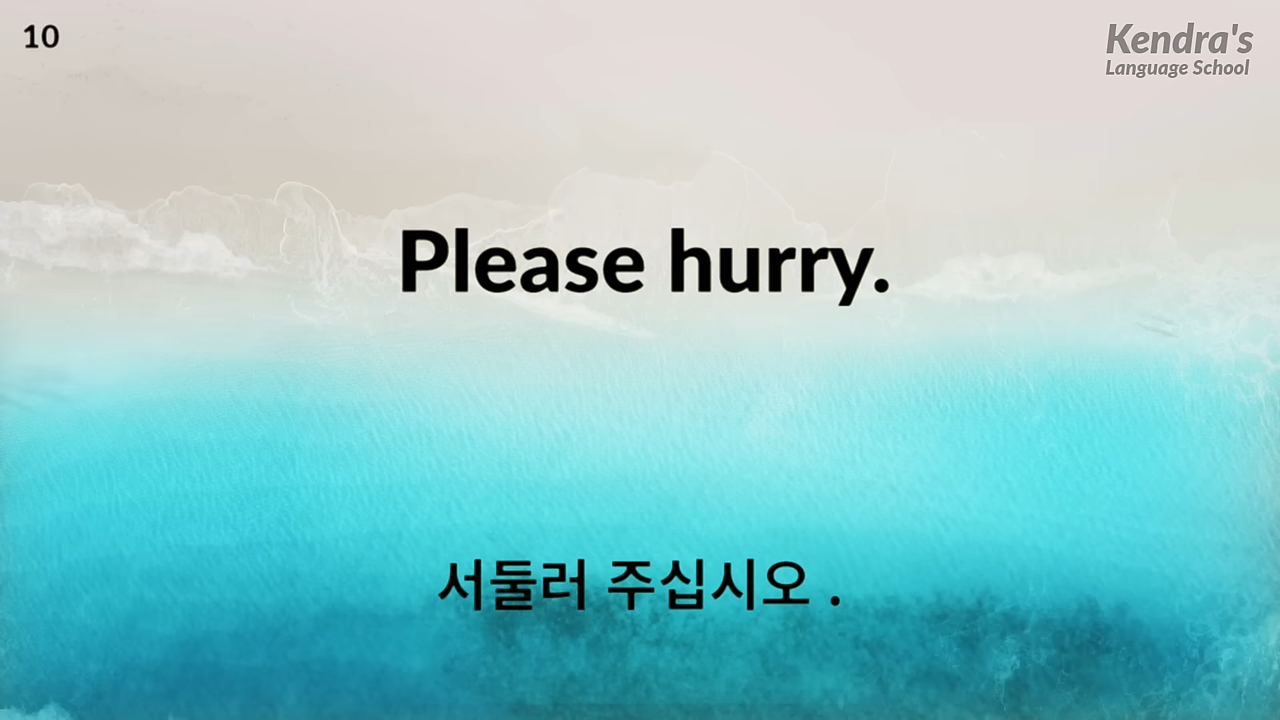 10
Kendra's
Language School
Please hurry.
서둘러 주십시오 .